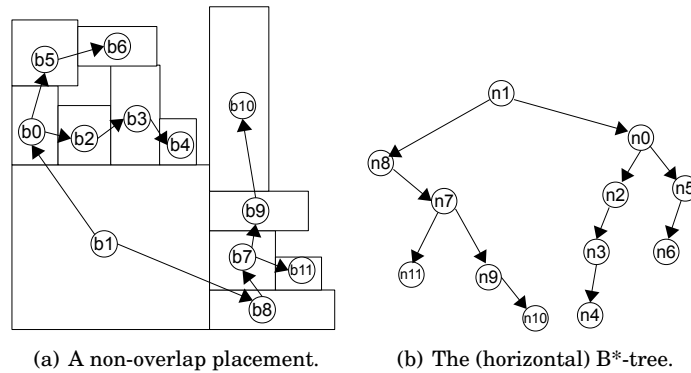 b5
b6
b0
b2
b3
b4
b10
b9
b1
b7
b11
b8
n1
n8
n0
n7
n2
n5
n11
n9
n3
n6
n10
n4
(a) A non-overlap placement.
(b) The (horizontal) B*-tree.